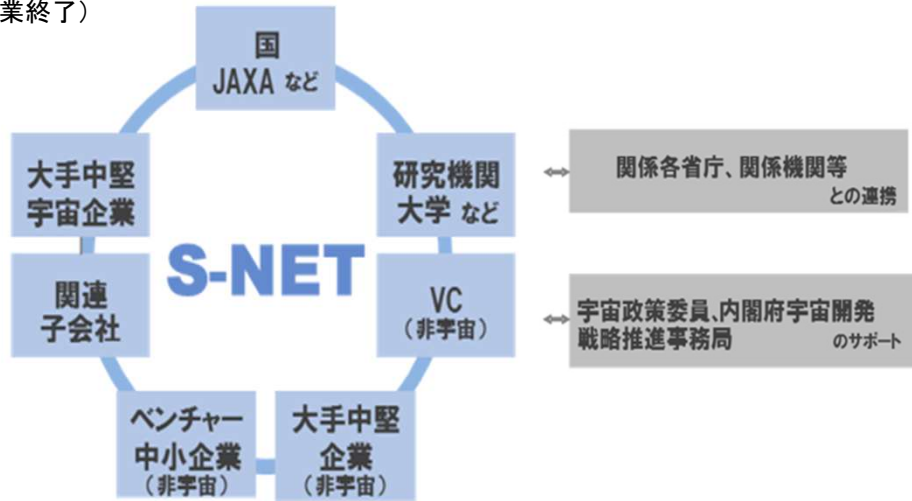 業終了）
国
JAXA など
大手中堅
宇宙企業
研究機関
大学 など
関係各省庁、関係機関等
との連携
S-NET
関連
子会社
VC
（非宇宙）
宇宙政策委員、内閣府宇宙開発
戦略推進事務局 のサポート
ベンチャー
中小企業
（非宇宙）
大手中堅
企業
（非宇宙）